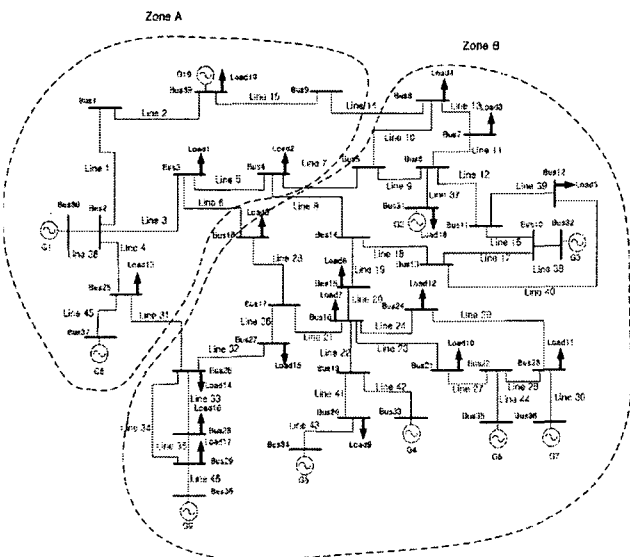 Zone A
Zone B
G10
Load19
Bus39
Line 15
Bus9
Bus1
Line 2
Line 14
Bus8
Load4
Line 13
Load3
Bus7
Line 10
Line 11
Line 1
Bus3
Load1
Bus4
Load2
Line 7
Bus5
Bus6
Line 5
Line 9
Line 12
Bus12
Load5
Line 6
Line 8
Line 37
Line 39
Bus30
Bus2
Line 3
Bus31
G2
Load18
Bus11
Bus10
Bus32
G1
Line 38
Line 4
Bus18
Bus14
Line 18
Line 16
G3
Bus13
Line 17
Line 38
Load13
Line 23
Line 19
Line 40
Bus25
Load6
Bus15
Load7
Load12
Line 45
Line 31
Bus17
Bus16
Line 20
Bus24
Line 29
Bus37
Line 36
Line 21
Line 24
G8
Line 32
Bus27
Line 22
Load10
Load11
Bus26
Load15
Bus19
Bus21
Bus22
Load14
Line 33
Line 41
Line 42
Line 27
Line 28
Load16
Bus28
Load17
Bus20
Bus33
Line 44
Line 30
Line 34
Line 35
Bus29
Bus34
Line 43
Load9
G4
Bus35
Bus36
Line 46
G5
G6
G7